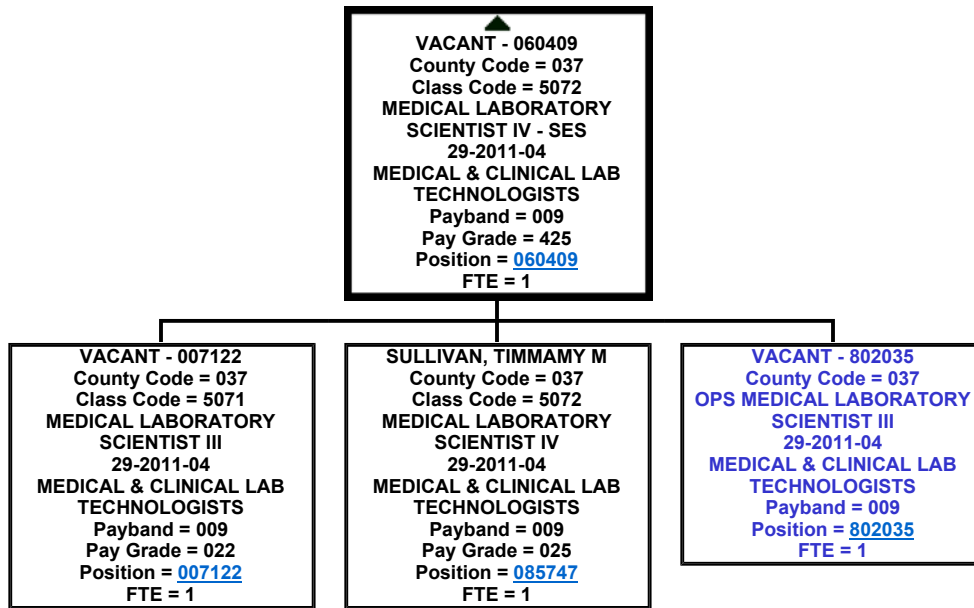 VACANT - 060409
County Code = 037
Class Code = 5072
MEDICAL LABORATORY
SCIENTIST IV - SES
29-2011-04
MEDICAL & CLINICAL LAB
TECHNOLOGISTS
Payband = 009
Pay Grade = 425
Position = 060409
FTE = 1
VACANT - 007122
County Code = 037
Class Code = 5071
MEDICAL LABORATORY
SCIENTIST III
29-2011-04
MEDICAL & CLINICAL LAB
TECHNOLOGISTS
Payband = 009
Pay Grade = 022
Position = 007122
FTE = 1
SULLIVAN, TIMMAMY M
County Code = 037
Class Code = 5072
MEDICAL LABORATORY
SCIENTIST IV
29-2011-04
MEDICAL & CLINICAL LAB
TECHNOLOGISTS
Payband = 009
Pay Grade = 025
Position = 085747
FTE = 1
VACANT - 802035
County Code = 037
OPS MEDICAL LABORATORY
SCIENTIST III
29-2011-04
MEDICAL & CLINICAL LAB
TECHNOLOGISTS
Payband = 009
Position = 802035
FTE = 1